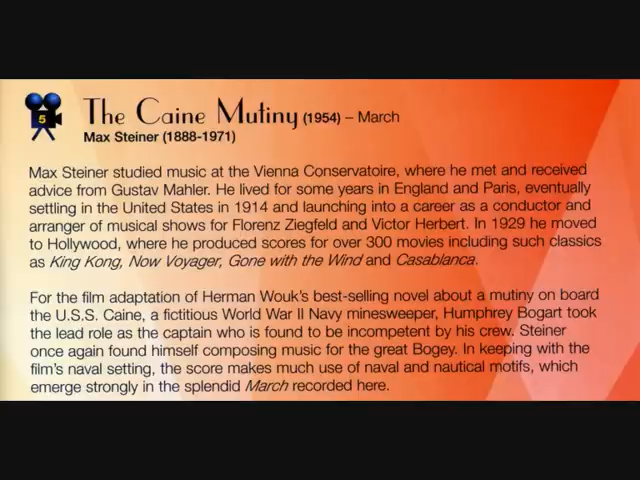 5
The Caine Mutiny (1954) – March
Max Steiner (1888-1971)
Max Steiner studied music at the Vienna Conservatoire, where he met and received
advice from Gustav Mahler. He lived for some years in England and Paris, eventually
settling in the United States in 1914 and launching into a career as a conductor and
arranger of musical shows for Florenz Ziegfeld and Victor Herbert. In 1929 he moved
to Hollywood, where he produced scores for over 300 movies including such classics
as King Kong, Now Voyager, Gone with the Wind and Casablanca.
For the film adaptation of Herman Wouk's best-selling novel about a mutiny on board
the U.S.S. Caine, a fictitious World War II Navy minesweeper, Humphrey Bogart took
the lead role as the captain who is found to be incompetent by his crew. Steiner
once again found himself composing music for the great Bogey. In keeping with the
film's naval setting, the score makes much use of naval and nautical motifs, which
emerge strongly in the splendid March recorded here.